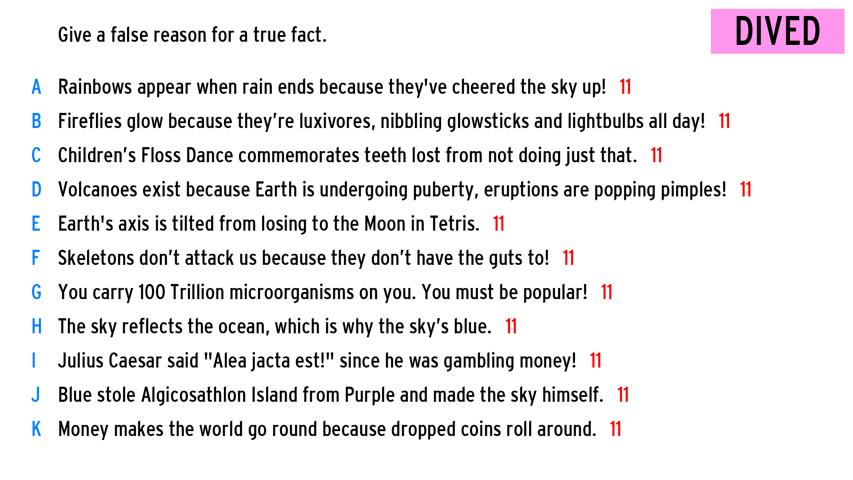 Give a false reason for a true fact.
DIVED
A Rainbows appear when rain ends because they've cheered the sky up! 11
B Fireflies glow because they're luxivores, nibbling glowsticks and lightbulbs all day! 11
C Children's Floss Dance commemorates teeth lost from not doing just that. 11
D Volcanoes exist because Earth is undergoing puberty, eruptions are popping pimples! 11
E Earth's axis is tilted from losing to the Moon in Tetris. 11
F Skeletons don't attack us because they don't have the guts to! 11
G You carry 100 Trillion microorganisms on you. You must be popular! 11
H The sky reflects the ocean, which is why the sky's blue. 11
I Julius Caesar said "Alea jacta est!" since he was gambling money! 11
J Blue stole Algicosathlon Island from Purple and made the sky himself. 11
K Money makes the world go round because dropped coins roll around. 11